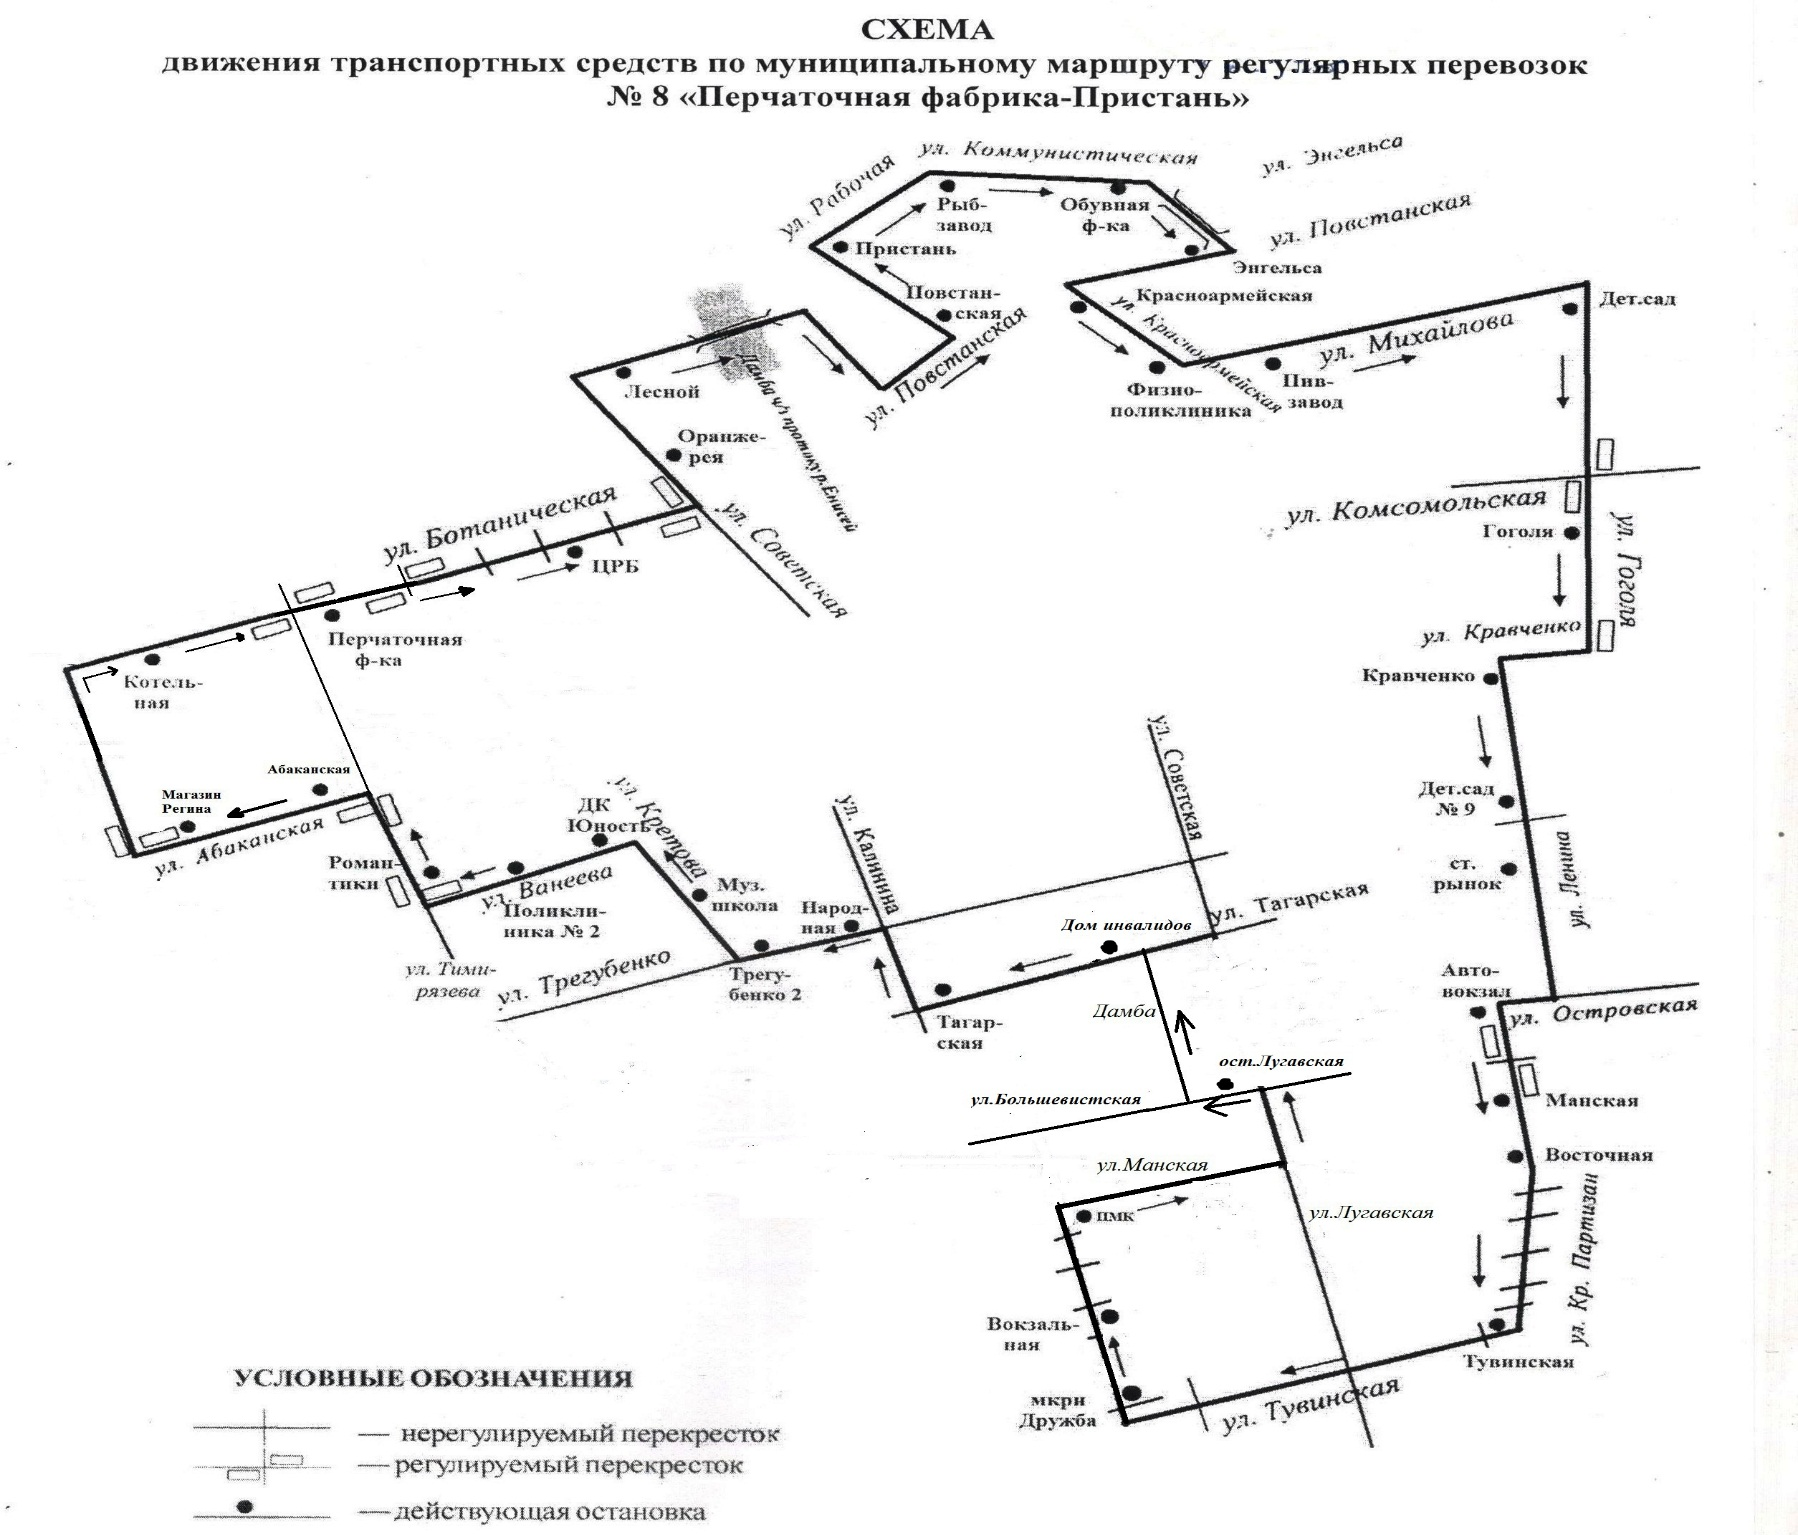 СХЕМА
движения транспортных средств по муниципальному маршруту регулярных перевозок
№ 8 «Перчаточная фабрика-Пристань»
ул. Рабочая
ул. Коммунистическая
ул. Энгельса
ул. Повстанская
Рыб-
завод
Обувная
ф-ка
Пристань
Энгельса
Повстан-
ская
ул. Повстанская
Красноармейская
ул. Красноармейская
Дет.сад
ул. Михайлова
Физио-
поликлиника
Пив-
завод
Лесной
Дамба ч/з протоку р.Енисей
Оранже-
рея
ул. Советская
ул. Ботаническая
ЦРБ
Перчаточная
ф-ка
Котель-
ная
ул. Комсомольская
Гоголя
ул. Гоголя
ул. Кравченко
Кравченко
Дет.сад
№ 9
ст.
рынок
ул. Ленина
Абаканская
Магазин
Регина
ул. Абаканская
Роман-
тики
ДК
Юность
ул. Кретова
ул. Ванеева
Поликли-
ника № 2
Муз.
школа
ул. Тими-
рязева
ул. Трегубенко
Трегу-
бенко 2
Народ-
ная
ул. Калинина
ул. Советская
ул. Тагарская
Дом инвалидов
Тагар-
ская
Дамба
ост.Лугавская
ул.Большевистская
Авто-
вокзал
ул. Островская
Манская
Восточная
ул. Кр. Партизан
ул.Манская
пмк
ул.Лугавская
Вокзаль-
ная
мкрн
Дружба
ул. Тувинская
Тувинская
УСЛОВНЫЕ ОБОЗНАЧЕНИЯ
— нерегулируемый перекресток
— регулируемый перекресток
— действующая остановка